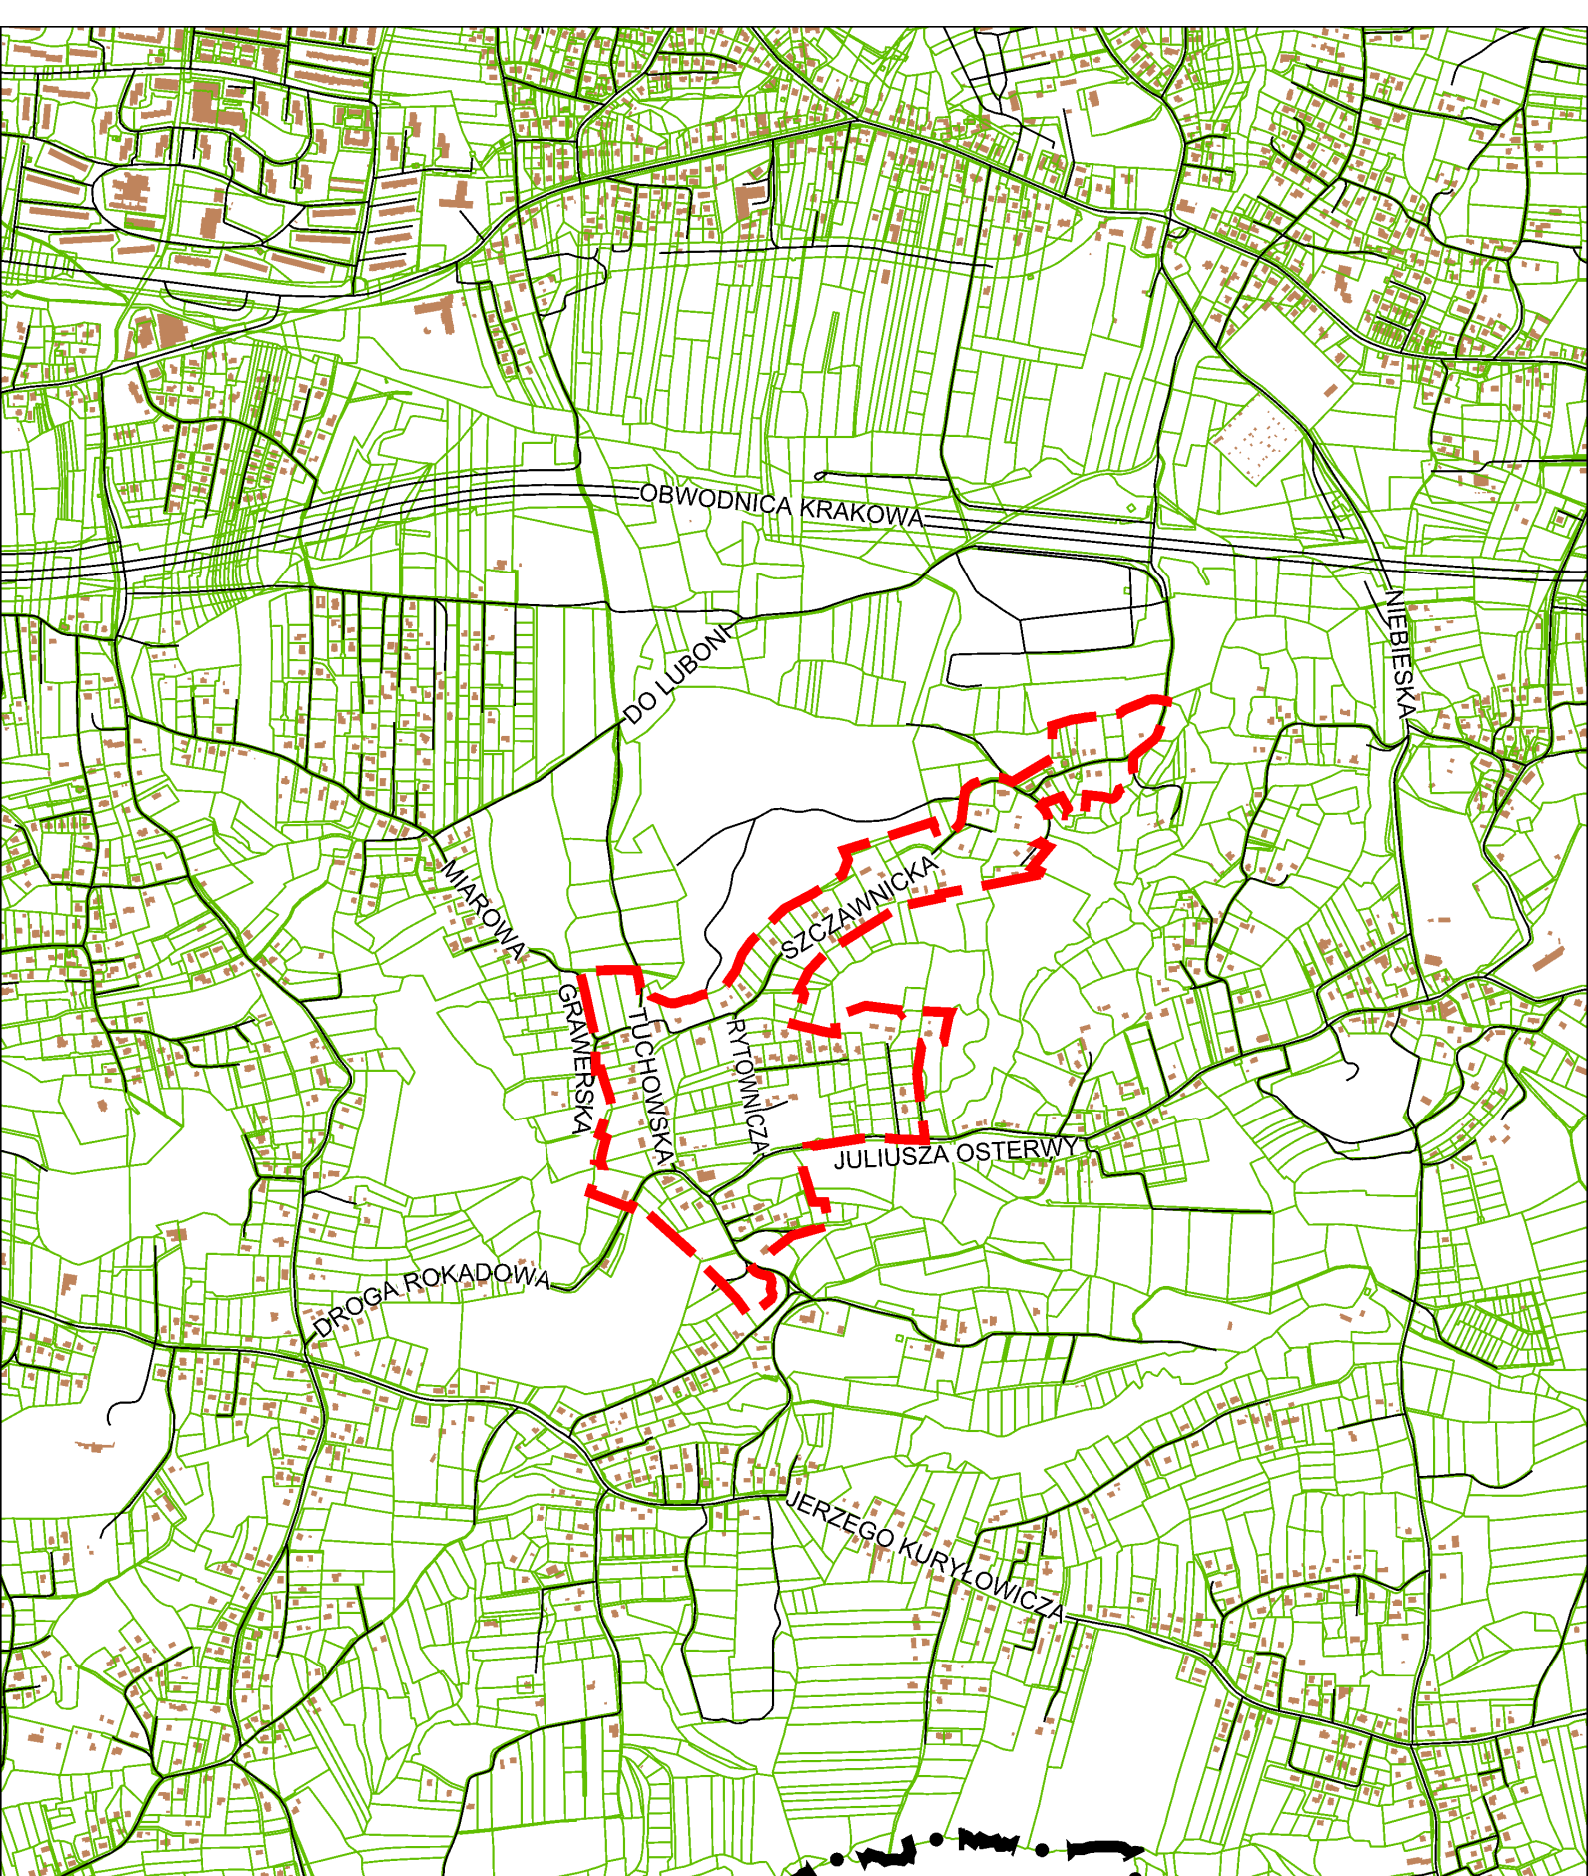 OBWODNICA KRAKOWA
NIEBIESKA
DO LUBONI
MIAROWA
SZCZAWNICKA
GRAWERSKA
TUCHOWSKA
RYTOWNICZA
JULIUSZA OSTERWY
DROGA ROKADOWA
JERZEGO KURYŁOWICZA